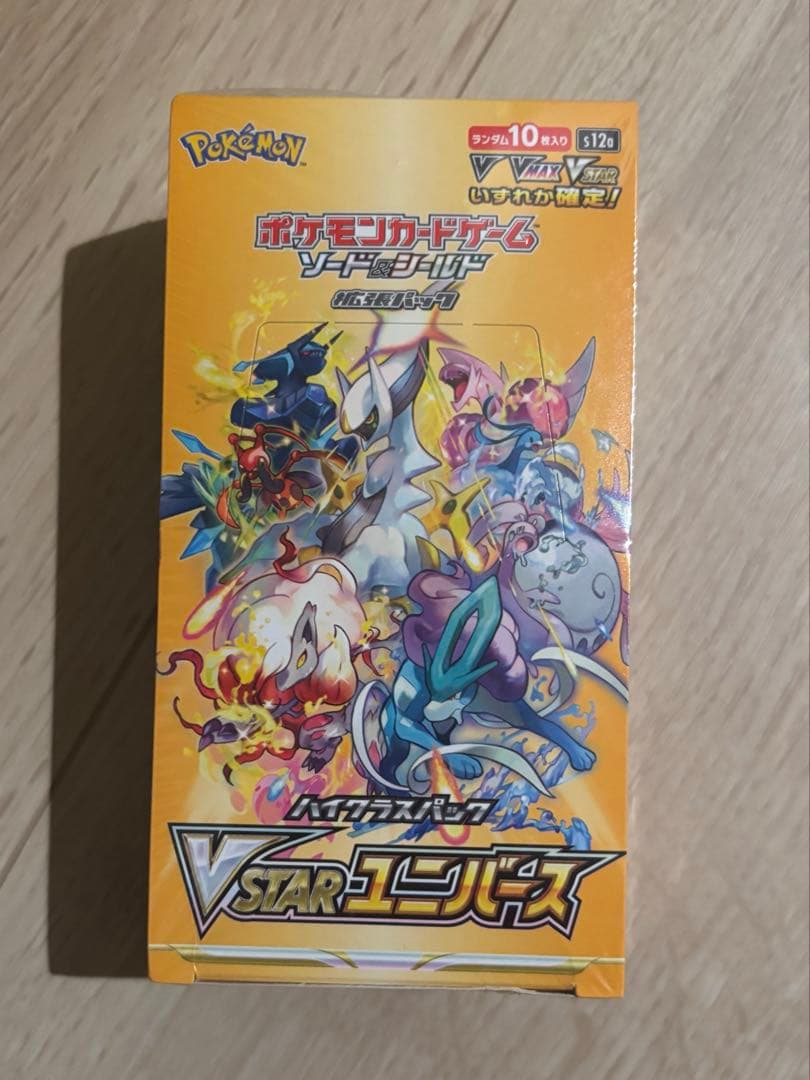 Pokémon™
ランダム10枚入り s12a
V VMAX VSTAR
いずれか確定!
ポケモンカードゲーム™
ソード&シールド
拡張パック
ハイクラスパック
VSTARユニバース